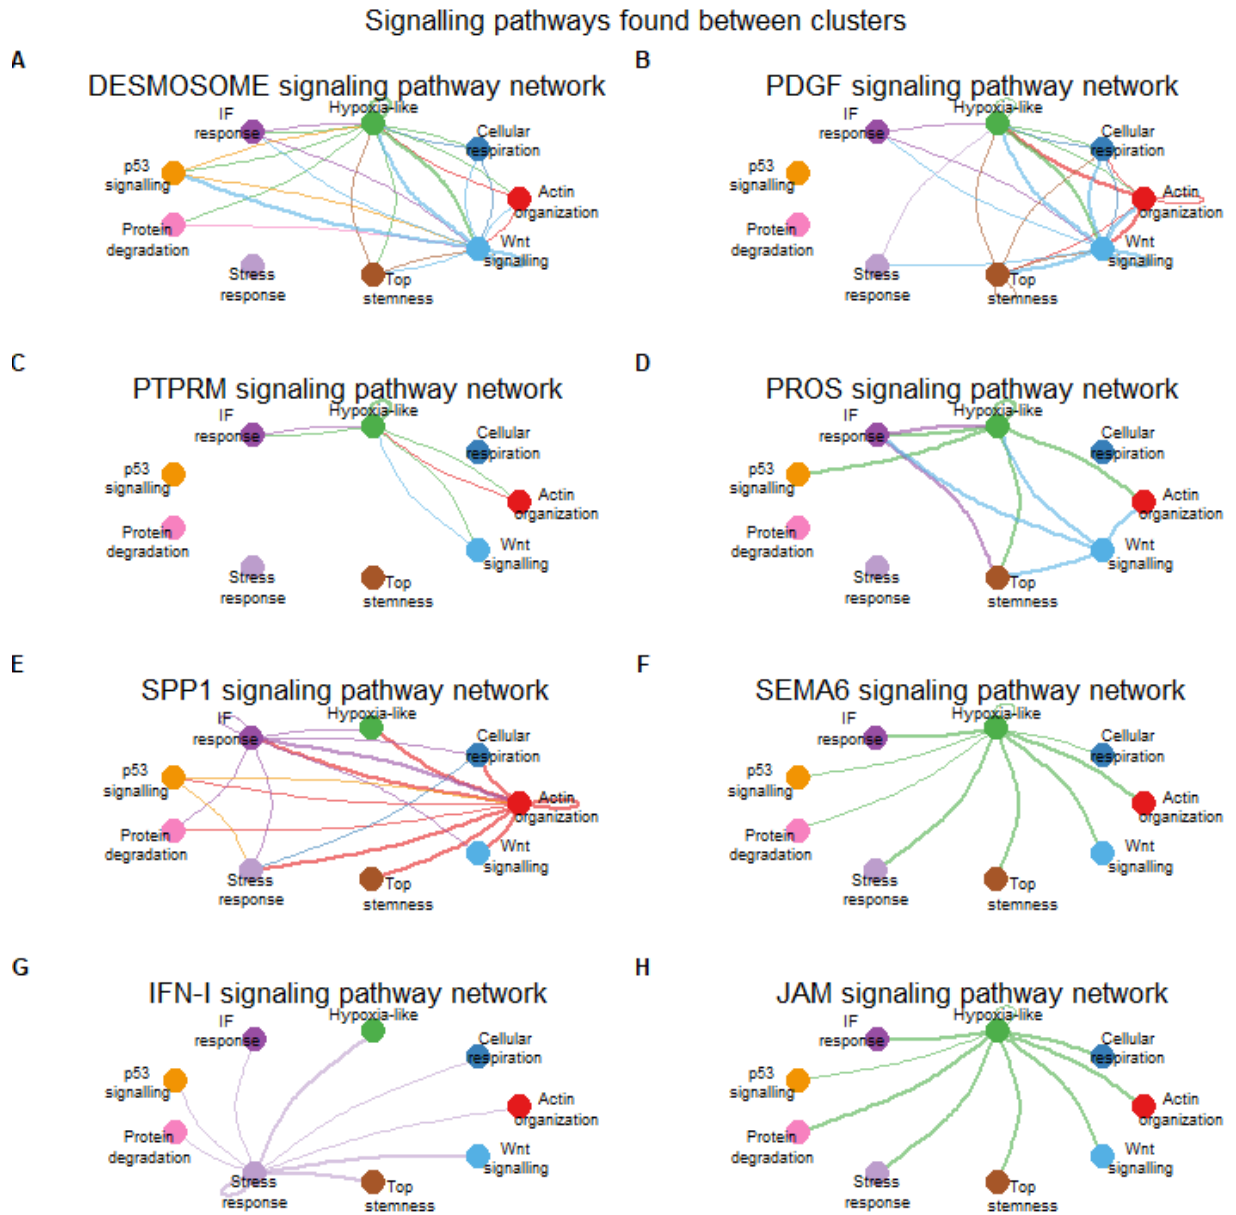 Signalling pathways found between clusters
A
DESMOSOME signaling pathway network
IF
response
Hypoxia-like
Cellular
respiration
p53
signalling
Actin
organization
Protein
degradation
Wnt
signalling
Stress
response
Top
stemness
B
PDGF signaling pathway network
IF
response
Hypoxia-like
Cellular
respiration
p53
signalling
Actin
organization
Protein
degradation
Wnt
signalling
Stress
response
Top
stemness
C
PTPRM signaling pathway network
IF
response
Hypoxia-like
Cellular
respiration
p53
signalling
Actin
organization
Protein
degradation
Wnt
signalling
Stress
response
Top
stemness
D
PROS signaling pathway network
IF
response
Hypoxia-like
Cellular
respiration
p53
signalling
Actin
organization
Protein
degradation
Wnt
signalling
Stress
response
Top
stemness
E
SPP1 signaling pathway network
IF
response
Hypoxia-like
Cellular
respiration
p53
signalling
Actin
organization
Protein
degradation
Wnt
signalling
Stress
response
Top
stemness
F
SEMA6 signaling pathway network
IF
response
Hypoxia-like
Cellular
respiration
p53
signalling
Actin
organization
Protein
degradation
Wnt
signalling
Stress
response
Top
stemness
G
IFN-I signaling pathway network
IF
response
Hypoxia-like
Cellular
respiration
p53
signalling
Actin
organization
Protein
degradation
Wnt
signalling
Stress
response
Top
stemness
H
JAM signaling pathway network
IF
response
Hypoxia-like
Cellular
respiration
p53
signalling
Actin
organization
Protein
degradation
Wnt
signalling
Stress
response
Top
stemness